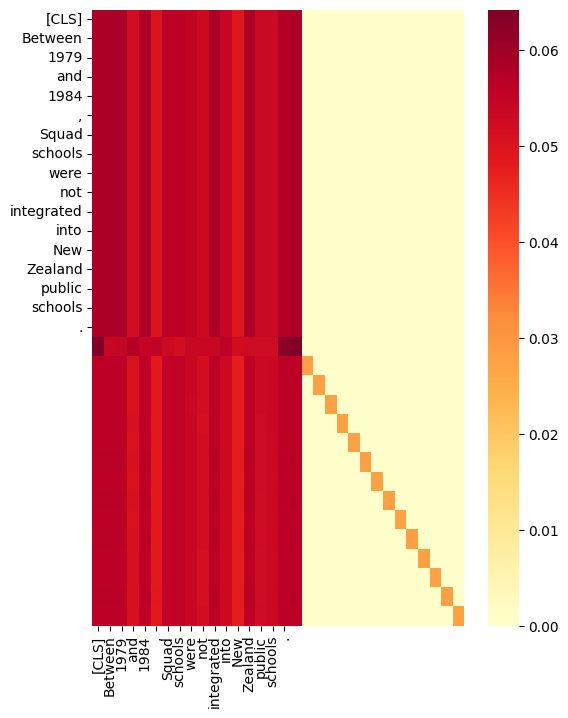 [CLS]
Between
1979
and
1984
,
Squad
schools
were
not
integrated
into
New
Zealand
public
schools
.
[CLS]
Between
1979
and
1984
,
Squad
schools
were
not
integrated
into
New
Zealand
public
schools
.
0.06
0.05
0.04
0.03
0.02
0.01
0.00